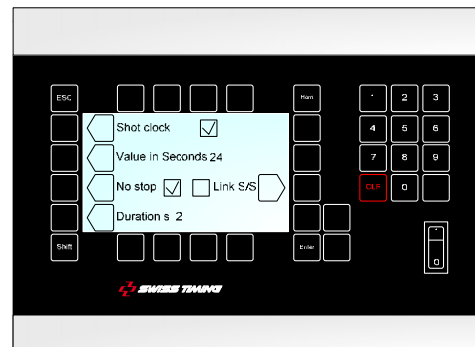 ESC
Horn
1 2 3
Shot clock
4 5 6
Value in Seconds 24
7 8 9
No stop Link S/S
CLR 0
Duration s 2
Shift
Enter
0
SWISS TIMING